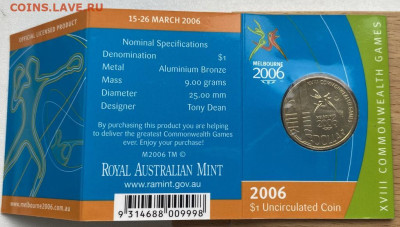 COINS.ЛАВЕ.RU
OFFICIAL LICENSED PRODUCT
15-26 MARCH 2006
Nominal Specifications
Denomination $1
Metal Aluminium Bronze
Mass 9.00 grams
Diameter 25.00 mm
Designer Tony Dean
By purchasing this product you are helping
to deliver the greatest Commonwealth Games
ever. Enjoy your purchase!
M2006 TM ©
ROYAL AUSTRALIAN MINT
www.ramint.gov.au
9 314688 009998
www.melbourne2006.com.au
MELBOURNE
2006
2006
$1 Uncirculated Coin
XVIII COMMONWEALTH GAMES